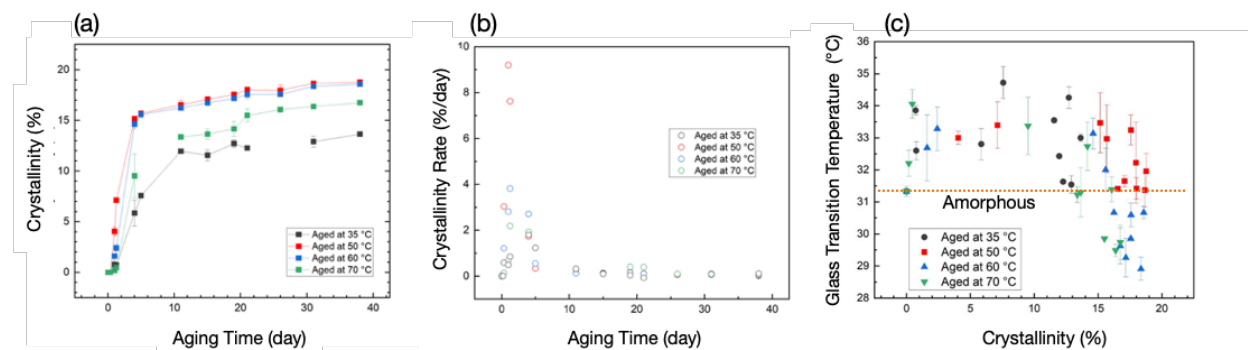 (a)
Crystallinity (%)
20
15
10
5
0
0
10
20
30
40
Aging Time (day)
Aged at 35 °C
Aged at 50 °C
Aged at 60 °C
Aged at 70 °C
(b)
Crystallinity Rate (%/day)
10
8
6
4
2
0
0
10
20
30
40
Aging Time (day)
Aged at 35 °C
Aged at 50 °C
Aged at 60 °C
Aged at 70 °C
(c)
Glass Transition Temperature (°C)
36
35
34
33
32
31
30
29
28
0
5
10
15
20
Crystallinity (%)
Amorphous
Aged at 35 °C
Aged at 50 °C
Aged at 60 °C
Aged at 70 °C